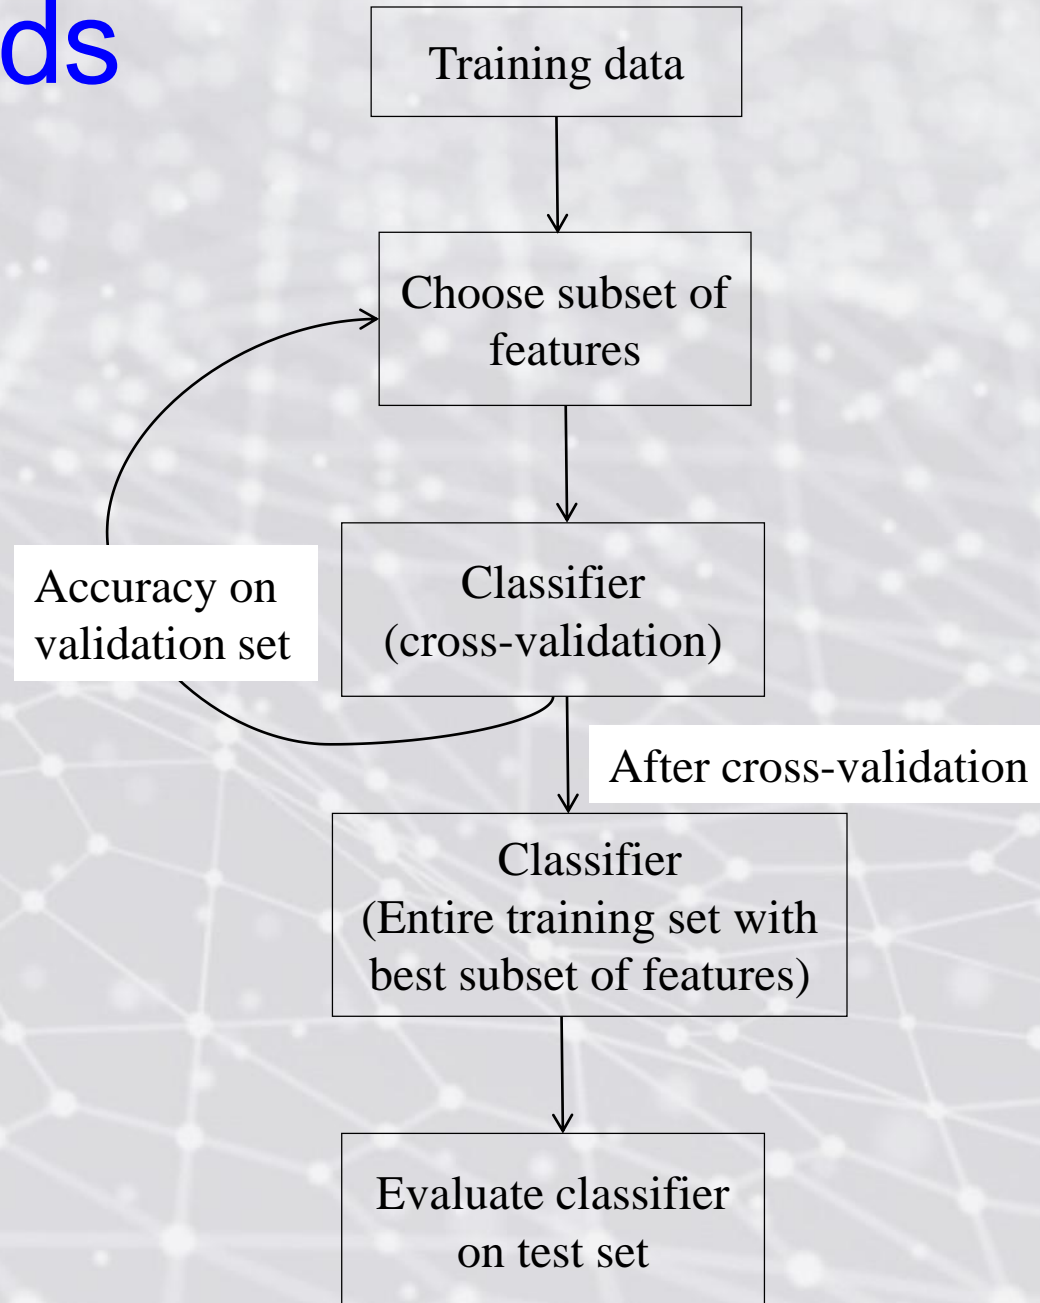 ds
Training data
Choose subset of
features
Accuracy on
validation set
Classifier
(cross-validation)
After cross-validation
Classifier
(Entire training set with
best subset of features)
Evaluate classifier
on test set